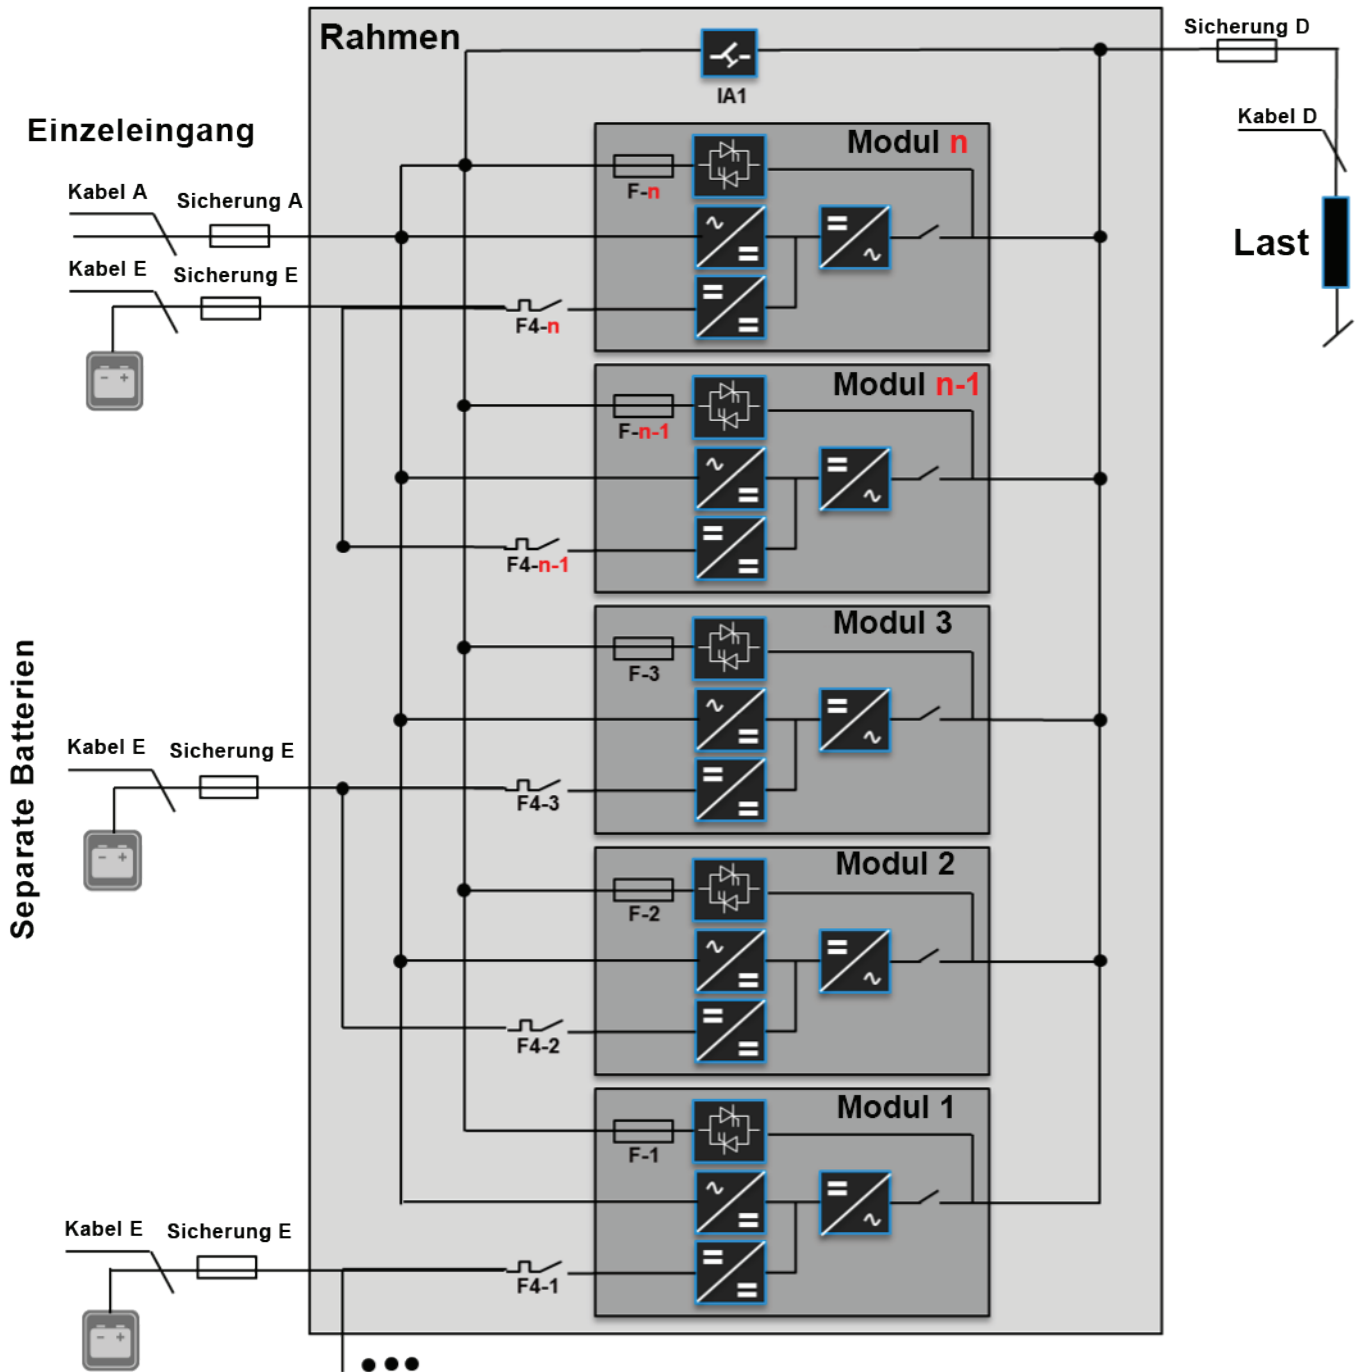 Rahmen
Sicherung D
IA1
Kabel D
Einzeleingang
Modul n
Kabel A
Sicherung A
F-n
Last
Kabel E
Sicherung E
F4-n
Modul n-1
F-n-1
F4-n-1
Modul 3
F-3
Separate Batterien
Kabel E
Sicherung E
F4-3
Modul 2
F-2
F4-2
Modul 1
F-1
Kabel E
Sicherung E
F4-1